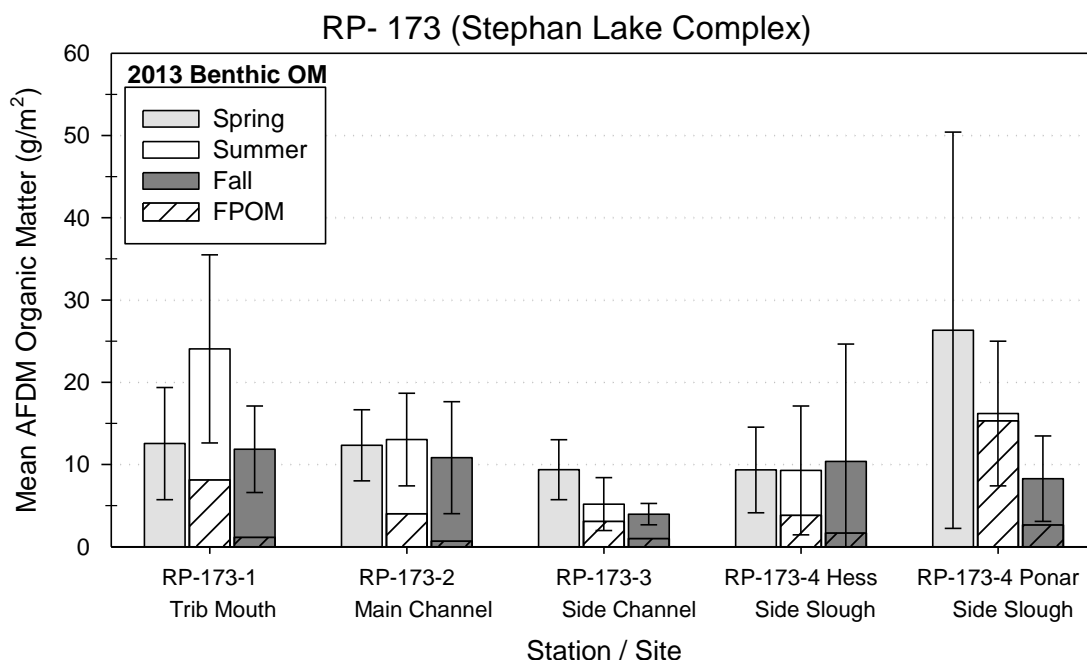 RP- 173 (Stephan Lake Complex)
60
50
40
30
20
10
0
Mean AFDM Organic Matter (g/m²)
2013 Benthic OM
Spring
Summer
Fall
FPOM
RP-173-1 RP-173-2 RP-173-3 RP-173-4 Hess RP-173-4 Ponar
Trib Mouth Main Channel Side Channel Side Slough Side Slough
Station / Site